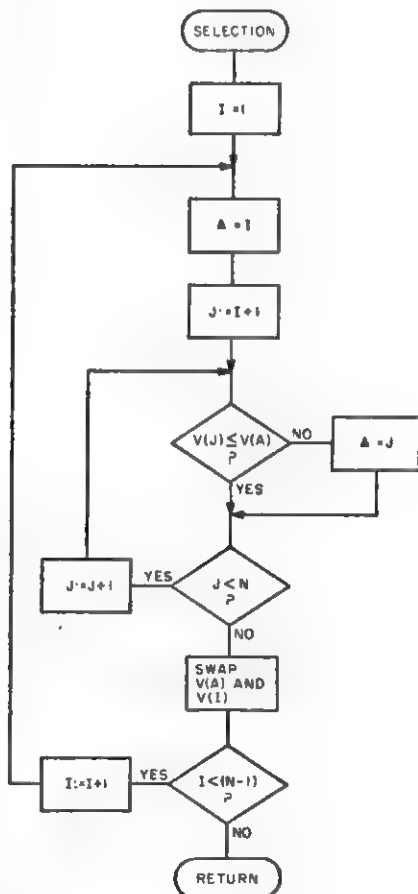 SELECTION
I = 1
A = I
J := I+1
V(J) ≤ V(A)
?
NO
A = J
YES
J := J+1
YES
J < N
?
NO
SWAP
V(A) AND
V(I)
I := I+1
YES
I < (N-1)
?
NO
RETURN